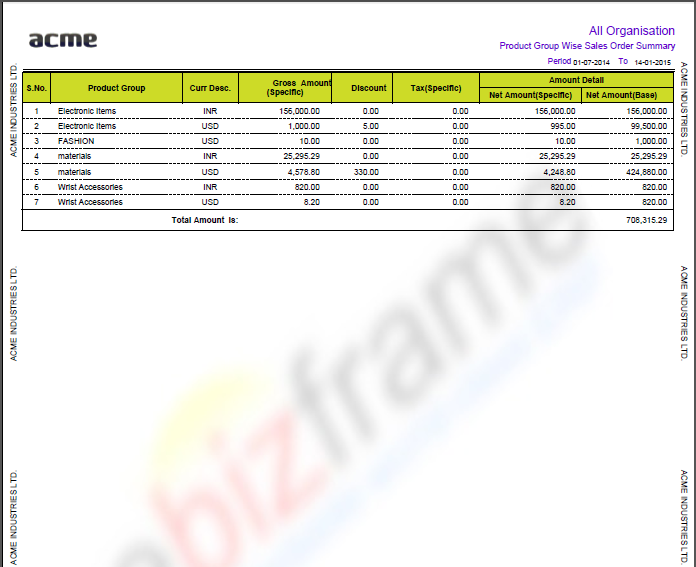 acme
All Organisation
Product Group Wise Sales Order Summary
Period 01-07-2014 To 14-01-2015
S.No. Product Group Curr Desc. Gross Amount (Specific) Discount Tax(Specific) Amount Detail
Net Amount(Specific) Net Amount(Base)
1 Electronic Items INR 156,000.00 0.00 0.00 156,000.00 156,000.00
2 Electronic Items USD 1,000.00 5.00 0.00 995.00 99,500.00
3 FASHION USD 10.00 0.00 0.00 10.00 1,000.00
4 materials INR 25,295.29 0.00 0.00 25,295.29 25,295.29
5 materials USD 4,578.80 330.00 0.00 4,248.80 424,880.00
6 Wrist Accessories INR 820.00 0.00 0.00 820.00 820.00
7 Wrist Accessories USD 8.20 0.00 0.00 8.20 820.00
Total Amount is: 708,315.29
ACME INDUSTRIES LTD.
ACME INDUSTRIES LTD.
ACME INDUSTRIES LTD.
ACME INDUSTRIES LTD.
ACME INDUSTRIES LTD.
ACME INDUSTRIES LTD.
ebizframe